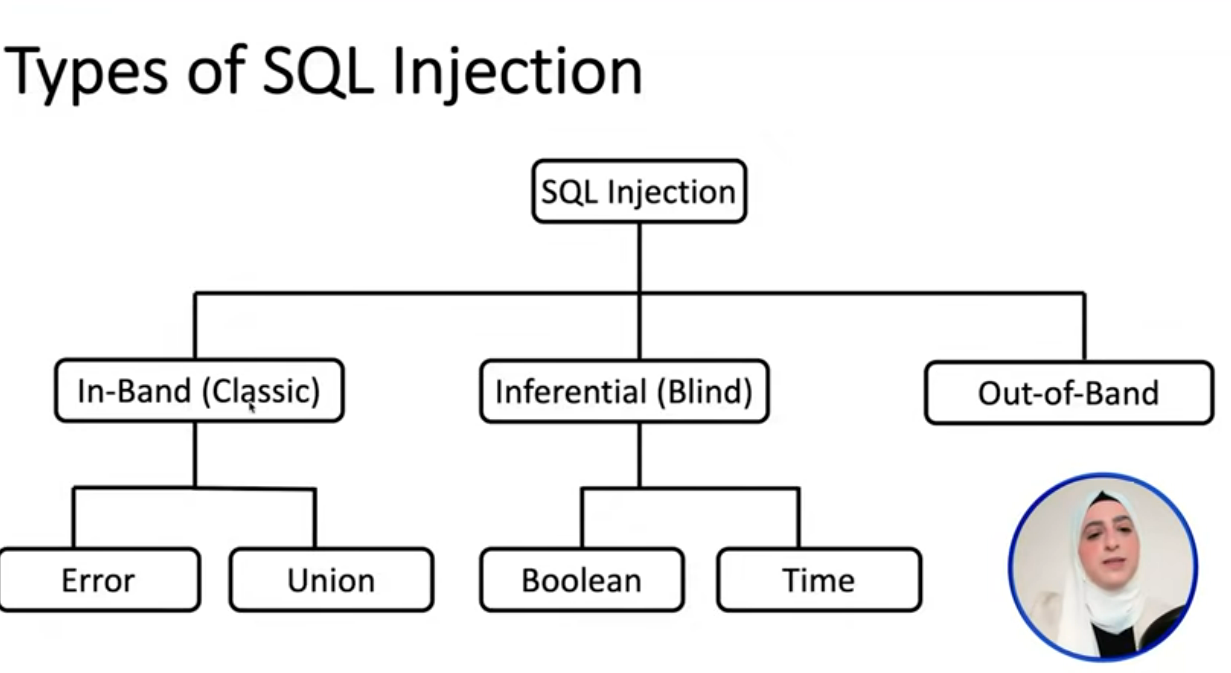 Types of SQL Injection
SQL Injection
In-Band (Classic)
Inferential (Blind)
Out-of-Band
Error
Union
Boolean
Time